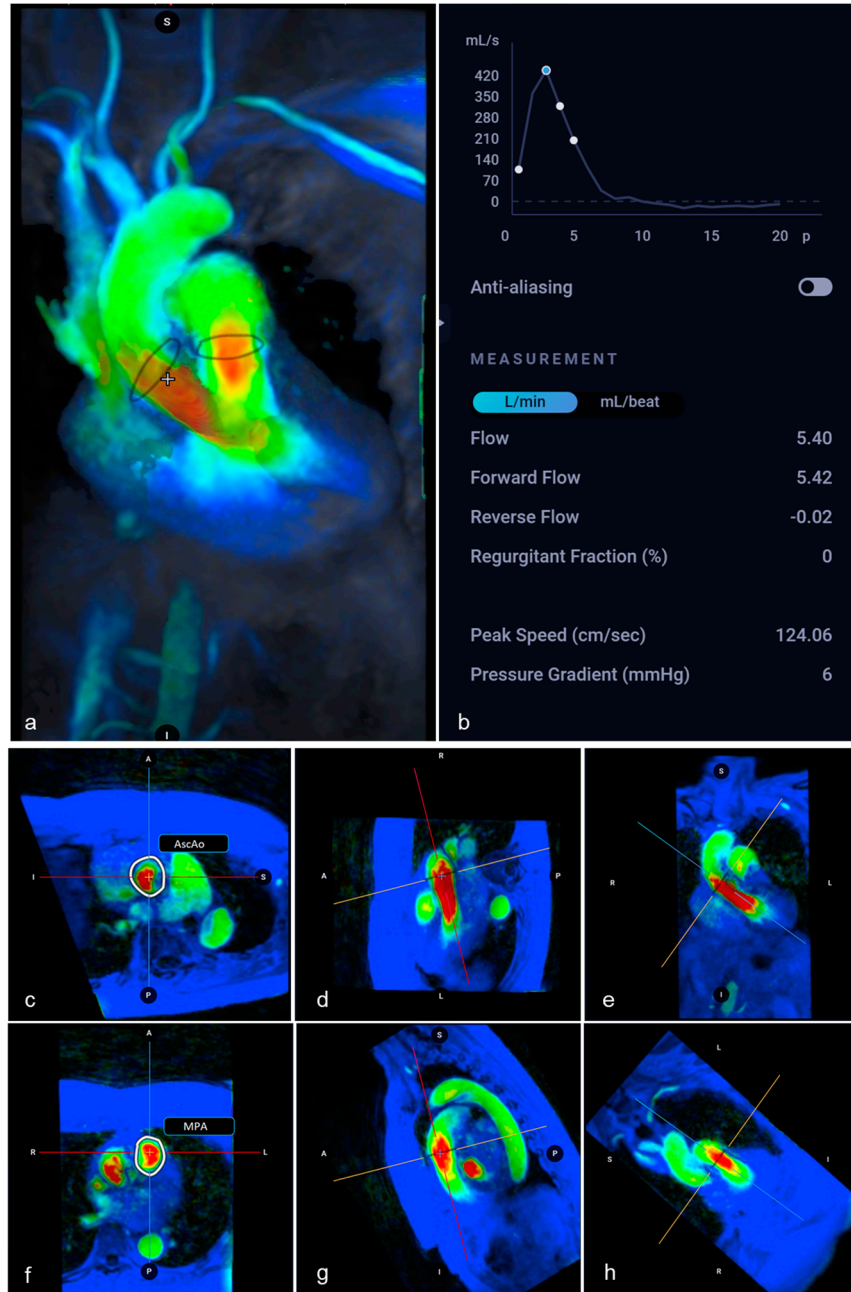 S
I
a
mL/s
420
350
280
210
140
70
0
0 5 10 15 20 p
Anti-aliasing
MEASUREMENT
L/min mL/beat
Flow 5.40
Forward Flow 5.42
Reverse Flow -0.02
Regurgitant Fraction (%) 0
Peak Speed (cm/sec) 124.06
Pressure Gradient (mmHg) 6
b
A
AscAo
I S
P
c
R
A P
L
d
S
R L
I
e
A
MPA
R L
P
f
S
A P
I
g
L
S I
R
h